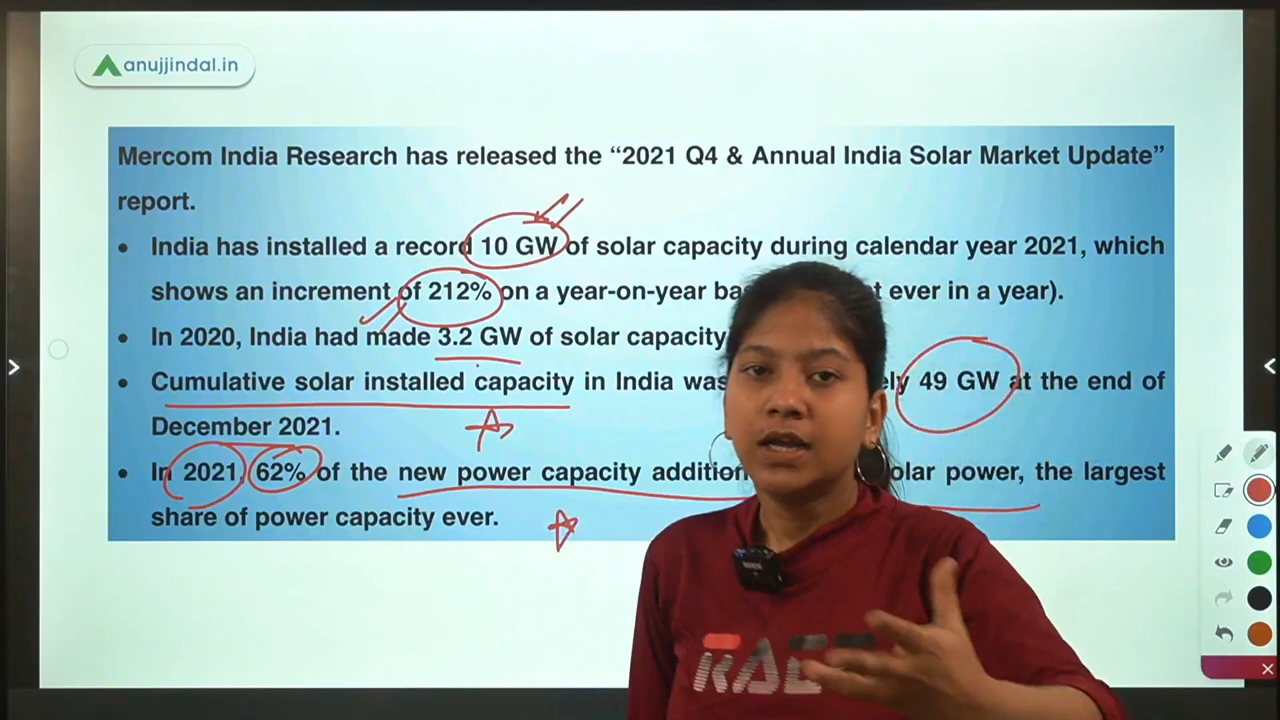 anujjindal.in
Mercom India Research has released the “2021 Q4 & Annual India Solar Market Update”
report.
• India has installed a record 10 GW of solar capacity during calendar year 2021, which
shows an increment of 212% on a year-on-year t ever in a year).
• In 2020, India had made 3.2 GW of solar capacity
• Cumulative solar installed capacity in India was 49 GW at the end of
December 2021.
• In 2021, 62% of the new power capacity addition olar power, the largest
share of power capacity ever.